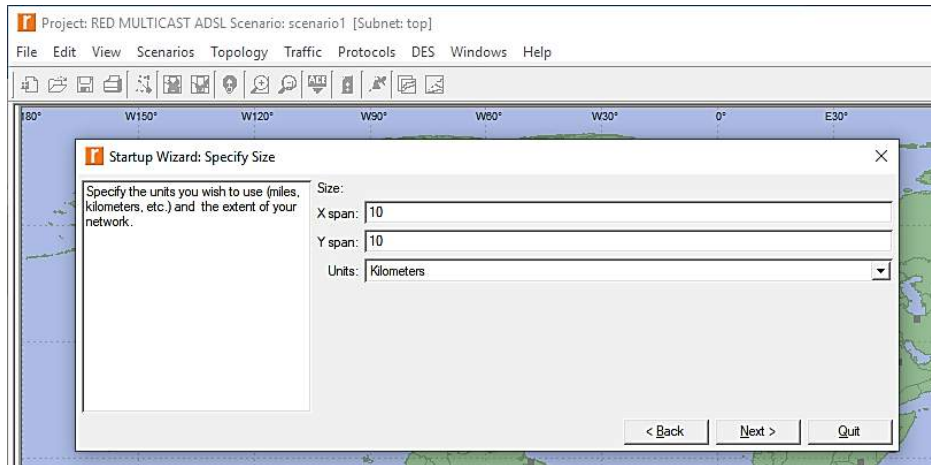 Project: RED MULTICAST ADSL Scenario: scenario1 [Subnet: top]
File Edit View Scenarios Topology Traffic Protocols DES Windows Help
180° W150° W120° W90° W60° W30° 0° E30°
Startup Wizard: Specify Size
Specify the units you wish to use (miles,
kilometers, etc.) and the extent of your
network.
Size:
X span: 10
Y span: 10
Units: Kilometers
< Back Next > Quit